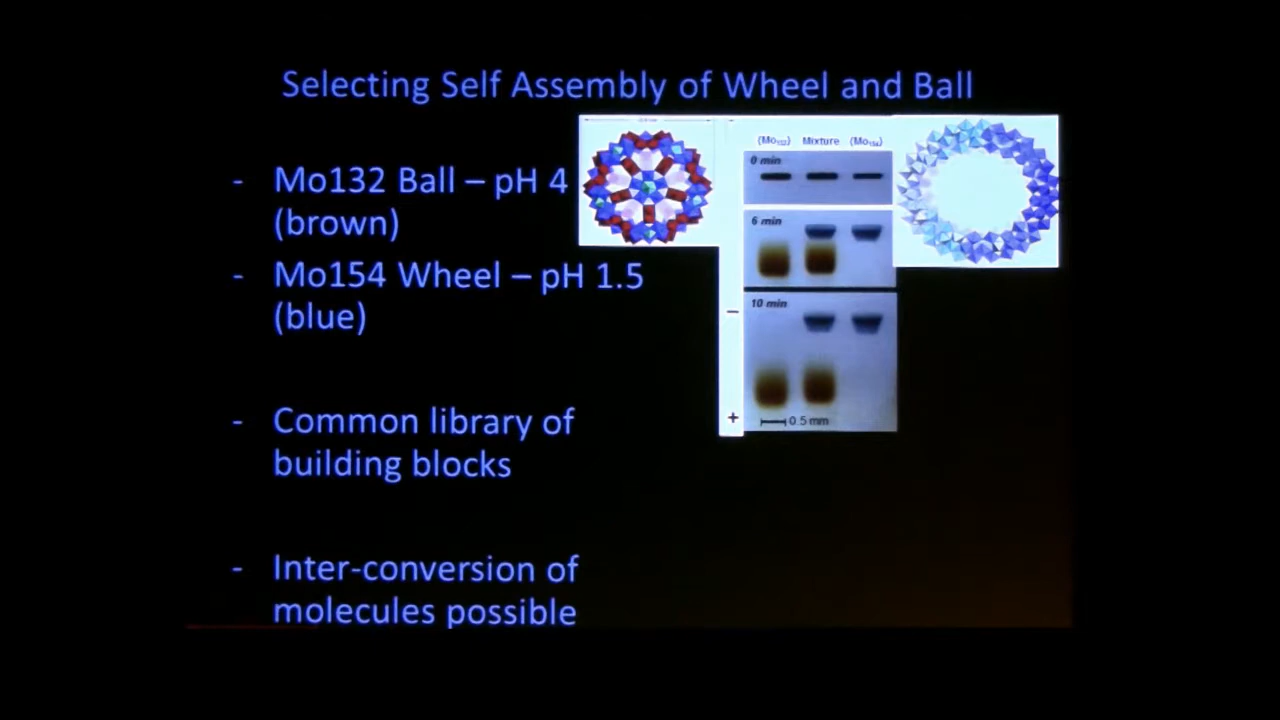 Selecting Self Assembly of Wheel and Ball
- Mo132 Ball – pH 4
(brown)
- Mo154 Wheel – pH 1.5
(blue)
- Common library of
building blocks
- Inter-conversion of
molecules possible
{Mo₁₃₂} Mixture {Mo₁₅₄}
0 min
6 min
10 min
−
+
0.5 mm